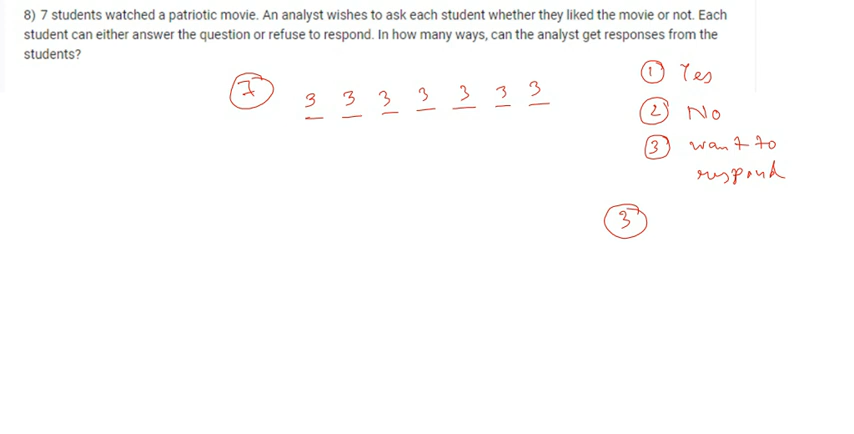 8) 7 students watched a patriotic movie. An analyst wishes to ask each student whether they liked the movie or not. Each
student can either answer the question or refuse to respond. In how many ways, can the analyst get responses from the
students?
7 3 3 3 3 3 3 3
1 Yes
2 No
3 want to
respond
3